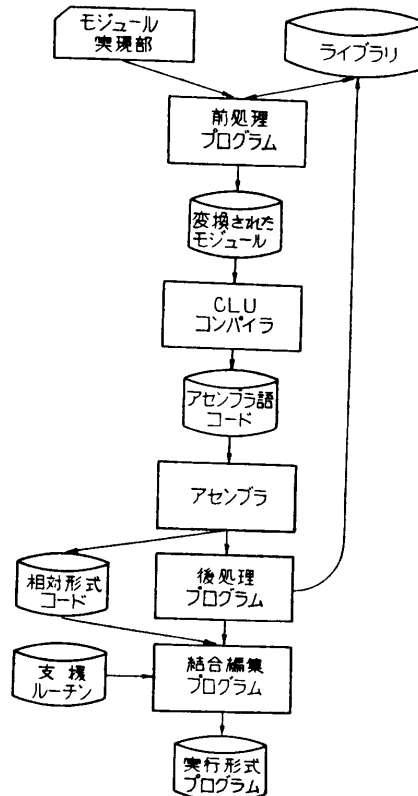 モジュール
実現部
ライブラリ
前処理
プログラム
変換された
モジュール
CLU
コンパイラ
アセンブラ語
コード
アセンブラ
相対形式
コード
後処理
プログラム
支援
ルーチン
結合編集
プログラム
実行形式
プログラム